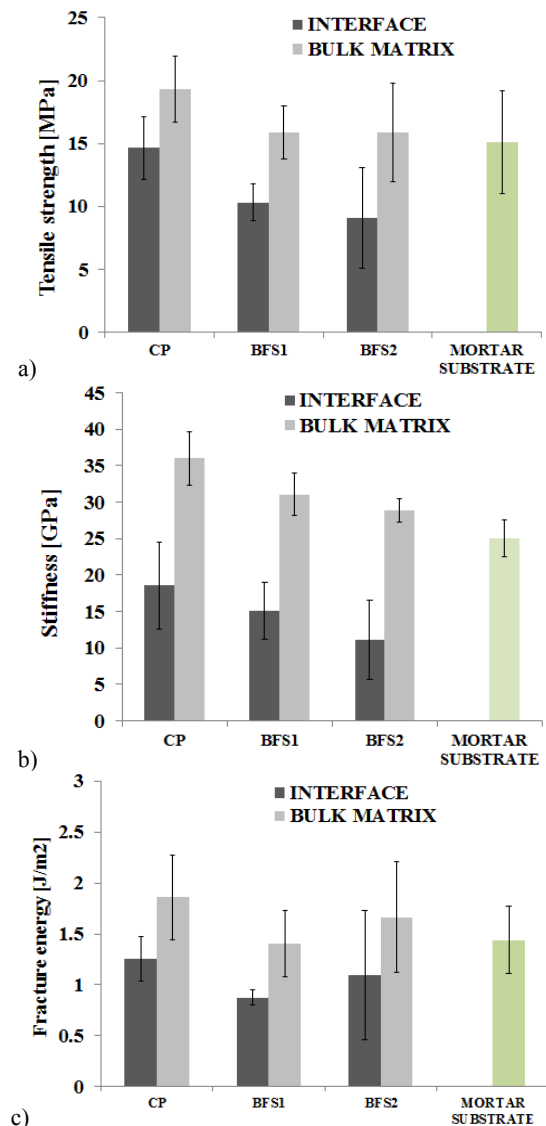 25
INTERFACE
BULK MATRIX
20
15
10
5
0
Tensile strength [MPa]
CP BFS1 BFS2 MORTAR
SUBSTRATE
a)
45
INTERFACE
40
BULK MATRIX
35
30
25
20
15
10
5
0
Stiffness [GPa]
CP BFS1 BFS2 MORTAR
SUBSTRATE
b)
3
INTERFACE
BULK MATRIX
2.5
2
1.5
1
0.5
0
Fracture energy [J/m2]
CP BFS1 BFS2 MORTAR
SUBSTRATE
c)